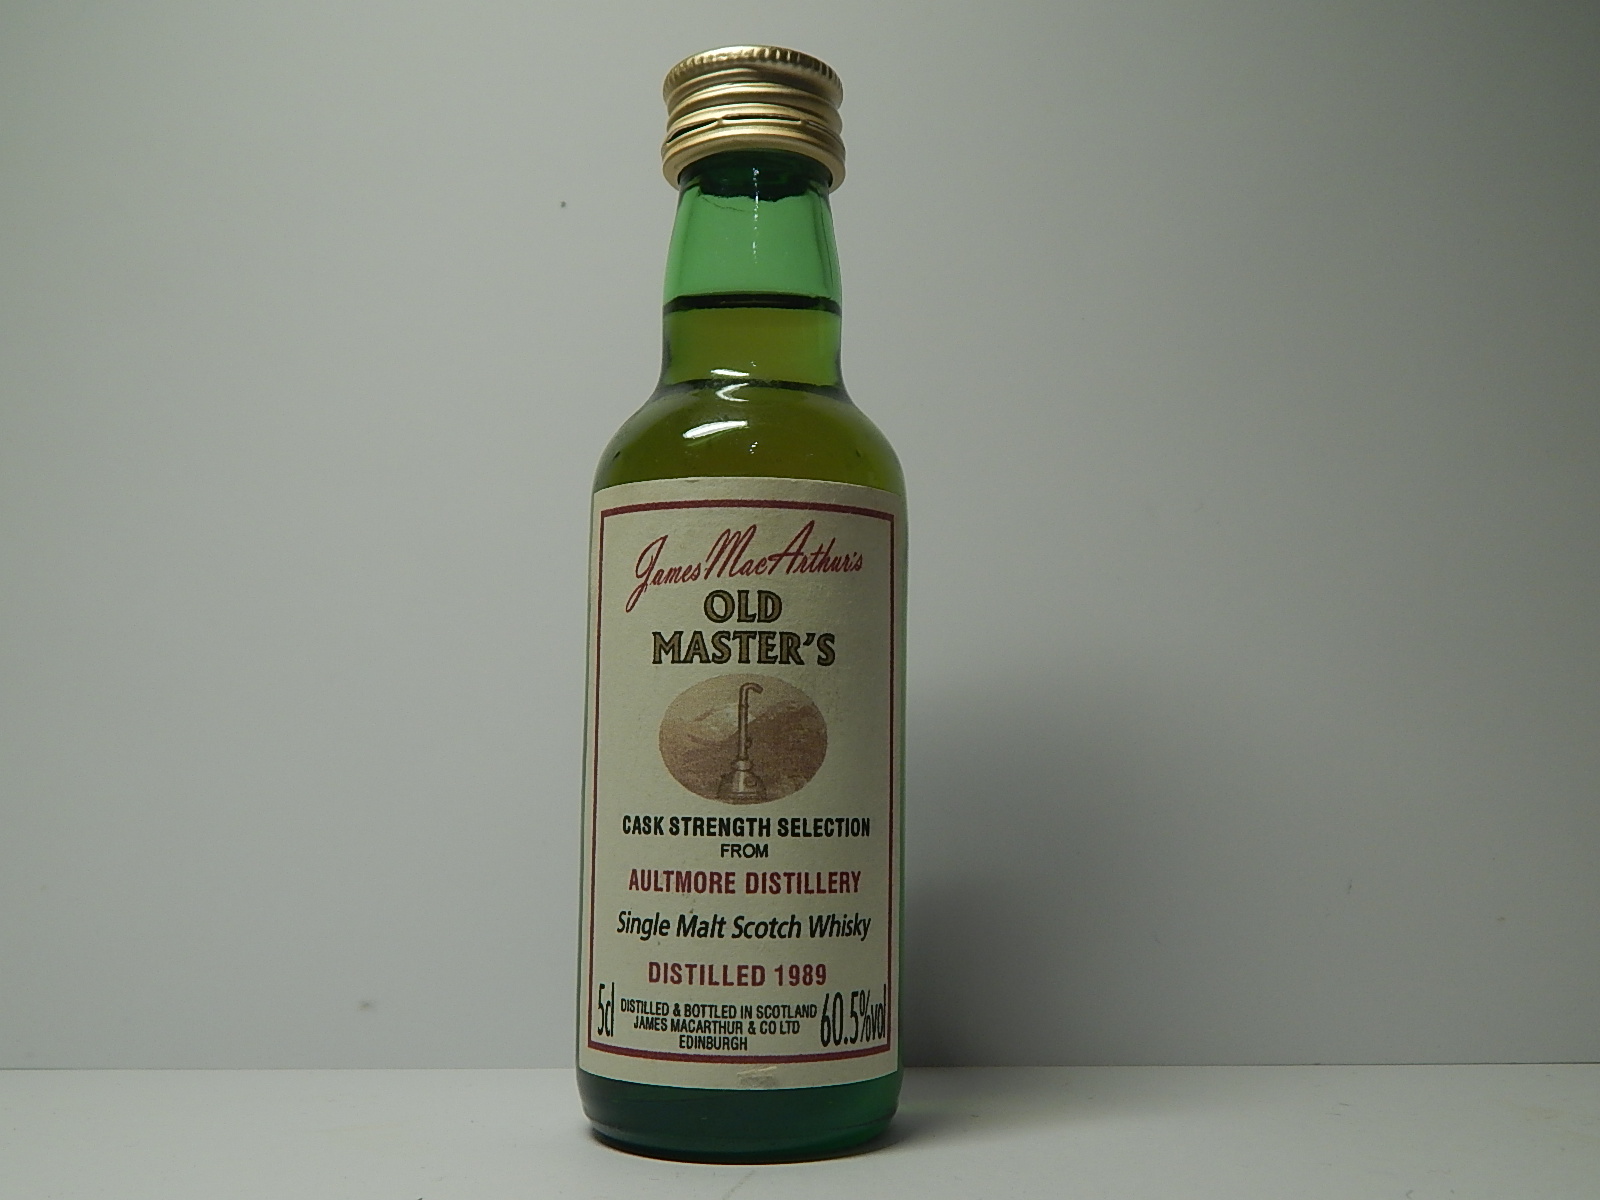 James MacArthur's
OLD
MASTER'S
CASK STRENGTH SELECTION
FROM
AULTMORE DISTILLERY
Single Malt Scotch Whisky
DISTILLED 1989
5cl
DISTILLED & BOTTLED IN SCOTLAND
JAMES MACARTHUR & CO LTD
EDINBURGH
60.5%vol